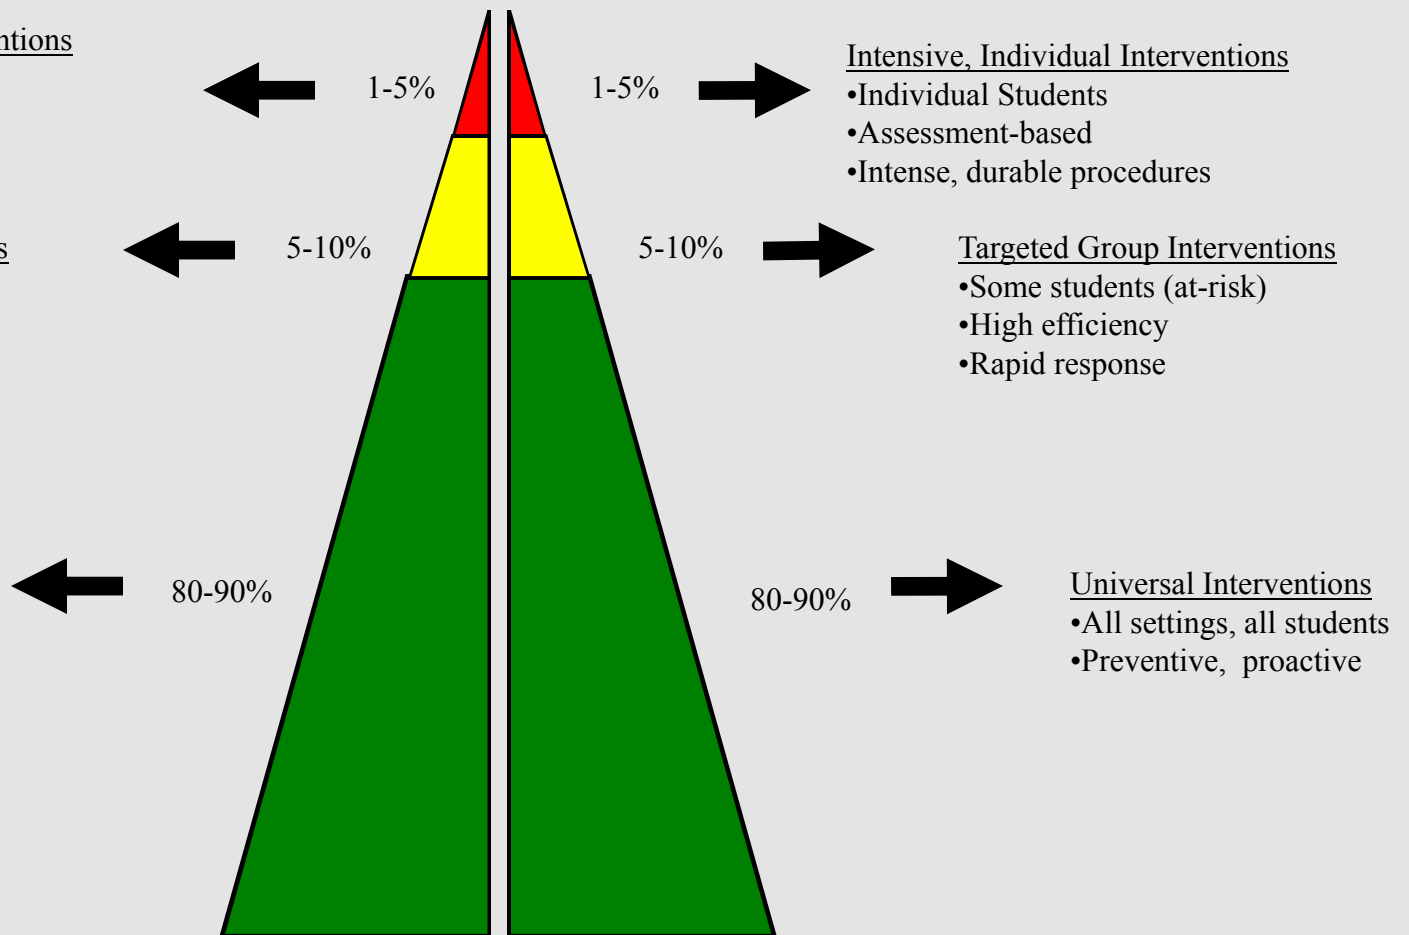 1-5%
5-10%
80-90%
1-5%
Intensive, Individual Interventions
•Individual Students
•Assessment-based
•Intense, durable procedures
5-10%
Targeted Group Interventions
•Some students (at-risk)
•High efficiency
•Rapid response
80-90%
Universal Interventions
•All settings, all students
•Preventive,  proactive